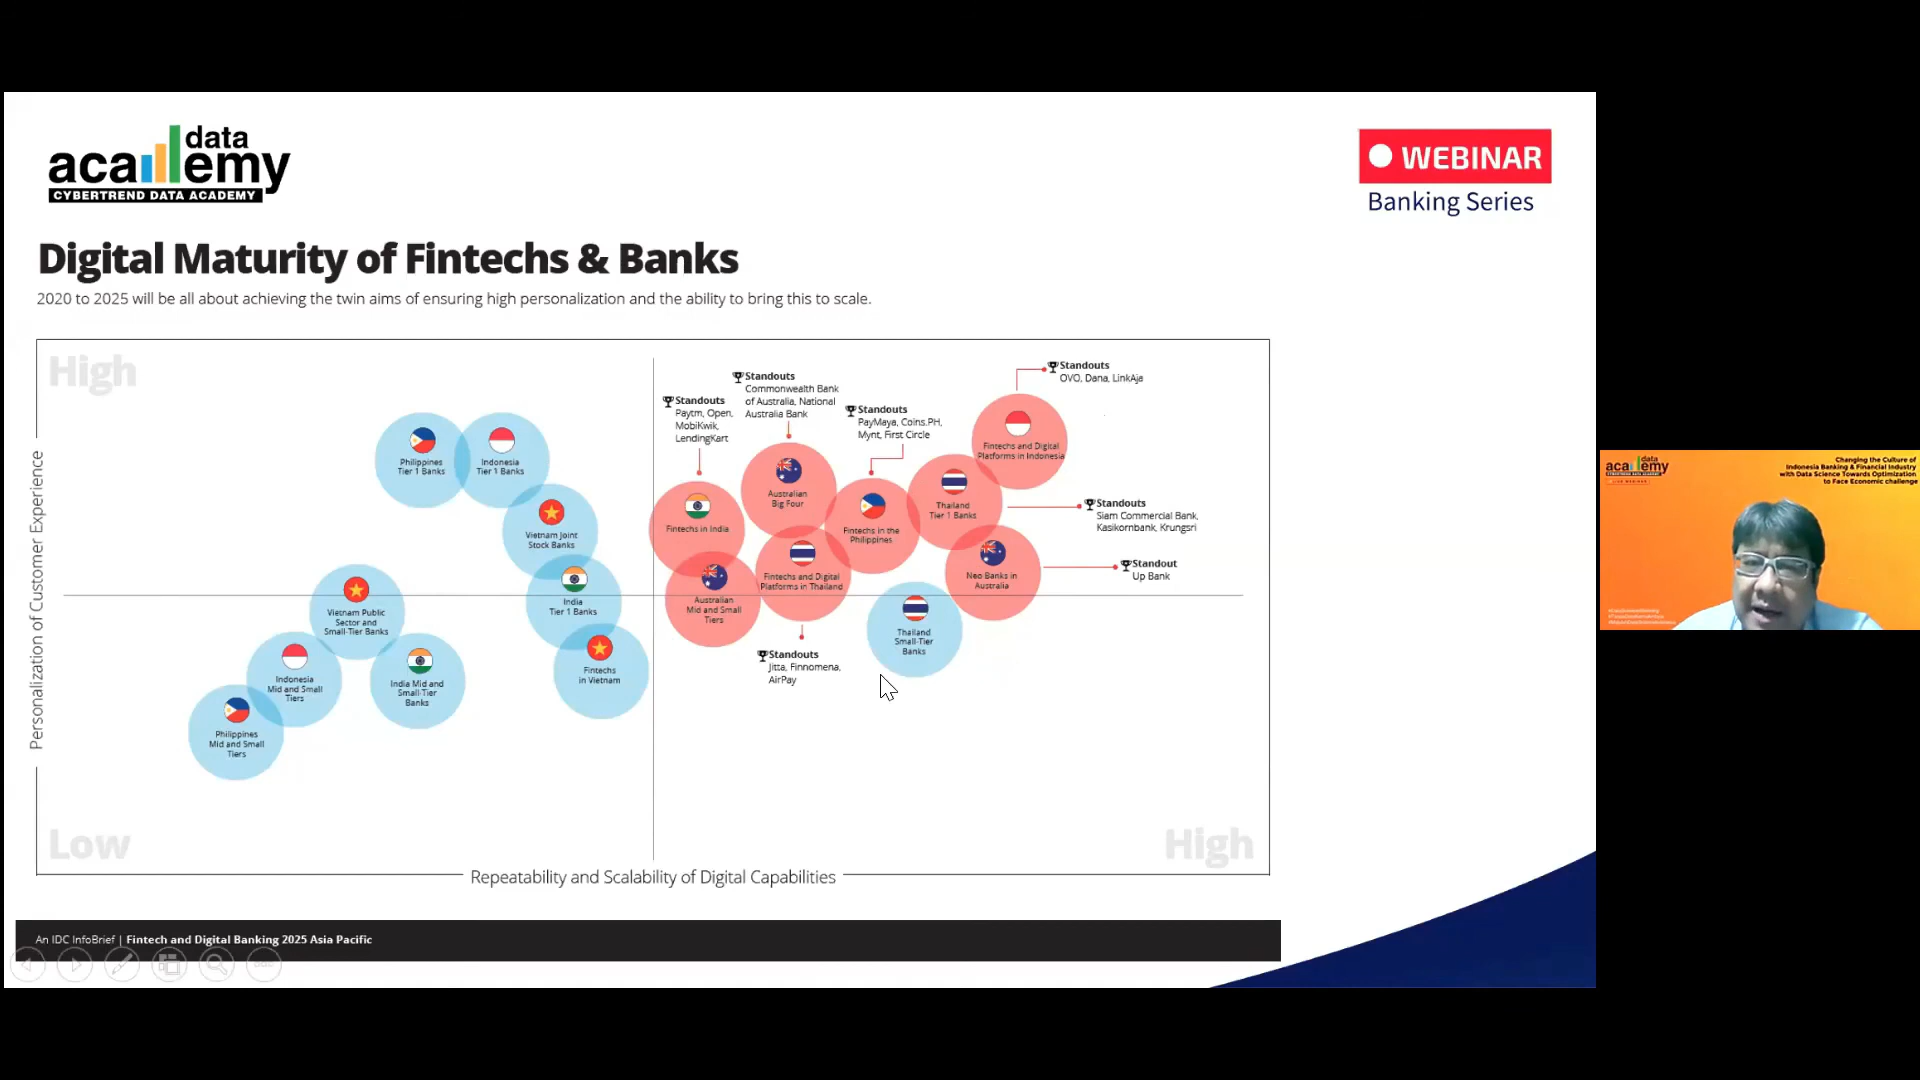 data
academy
CYBERTREND DATA ACADEMY
WEBINAR
Banking Series
Digital Maturity of Fintechs & Banks
2020 to 2025 will be all about achieving the twin aims of ensuring high personalization and the ability to bring this to scale.
High
Personalization of Customer Experience
Low
High
Repeatability and Scalability of Digital Capabilities
Philippines
Tier 1 Banks
Indonesia
Tier 1 Banks
Vietnam Joint
Stock Banks
India
Tier 1 Banks
Fintechs
in Vietnam
Vietnam Public
Sector and
Small-Tier Banks
India Mid and
Small-Tier
Banks
Indonesia
Mid and Small
Tiers
Philippines
Mid and Small
Tiers
Standouts
Paytm, Open,
MobiKwik,
LendingKart
Fintechs in India
Standouts
Commonwealth Bank
of Australia, National
Australia Bank
Australian
Big Four
Standouts
PayMaya, Coins.PH,
Mynt, First Circle
Fintechs in the
Philippines
Standouts
OVO, Dana, LinkAja
Fintechs and Digital
Platforms in Indonesia
Thailand
Tier 1 Banks
Standouts
Siam Commercial Bank,
Kasikornbank, Krungsri
Neo Banks in
Australia
Standout
Up Bank
Australian
Mid and Small
Tiers
Fintechs and Digital
Platforms in Thailand
Standouts
Jitta, Finnomena,
AirPay
Thailand
Small-Tier
Banks
An IDC InfoBrief | Fintech and Digital Banking 2025 Asia Pacific
data
academy
Changing the Culture of
Indonesia Banking & Financial Industry
with Data Science Towards Optimization
to Face Economic challenge